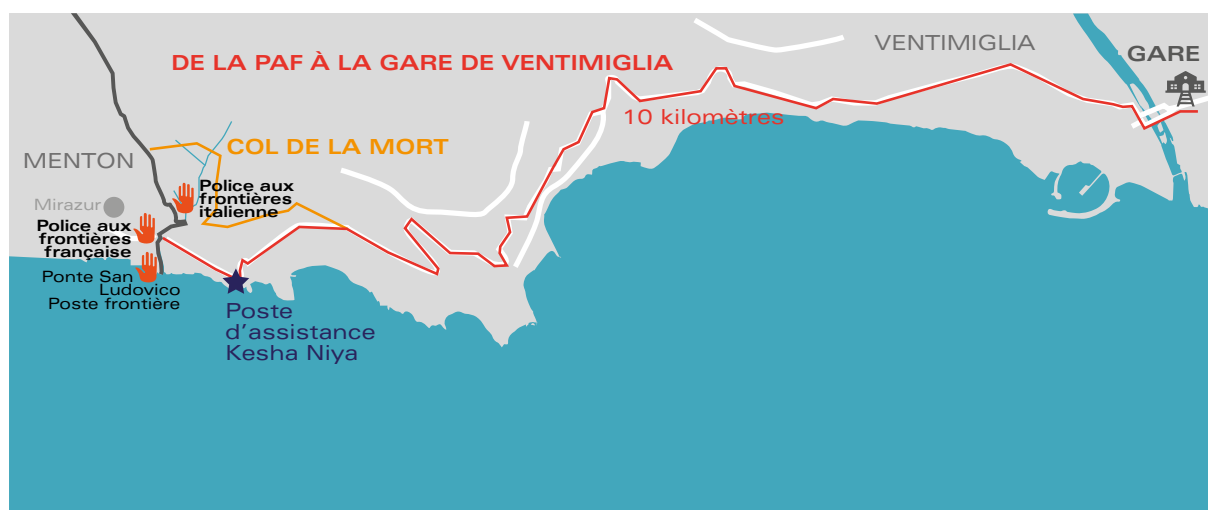 DE LA PAF À LA GARE DE VENTIMIGLIA
VENTIMIGLIA
GARE
10 kilomètres
COL DE LA MORT
MENTON
Mirazur
Police aux
frontières
italienne
Police aux
frontières
française
Ponte San
Ludovico
Poste frontière
Poste
d'assistance
Kesha Niya